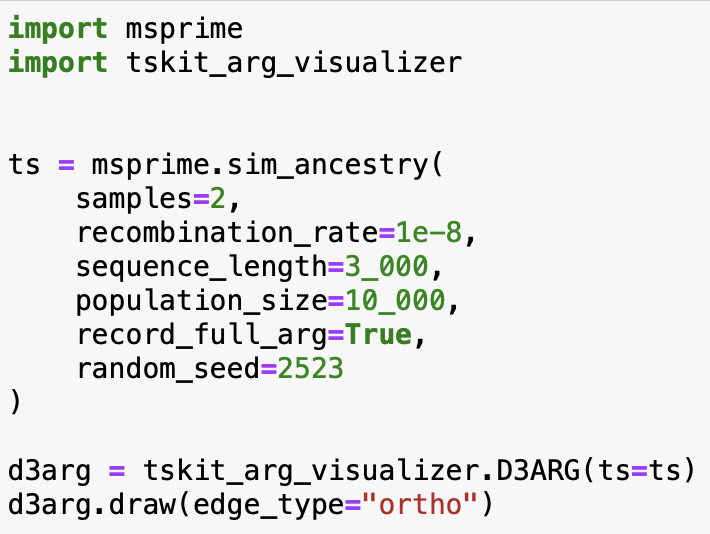 import msprime
import tskit_arg_visualizer
ts = msprime.sim_ancestry(
    samples=2,
    recombination_rate=1e-8,
    sequence_length=3_000,
    population_size=10_000,
    record_full_arg=True,
    random_seed=2523
)
d3arg = tskit_arg_visualizer.D3ARG(ts=ts)
d3arg.draw(edge_type="ortho")